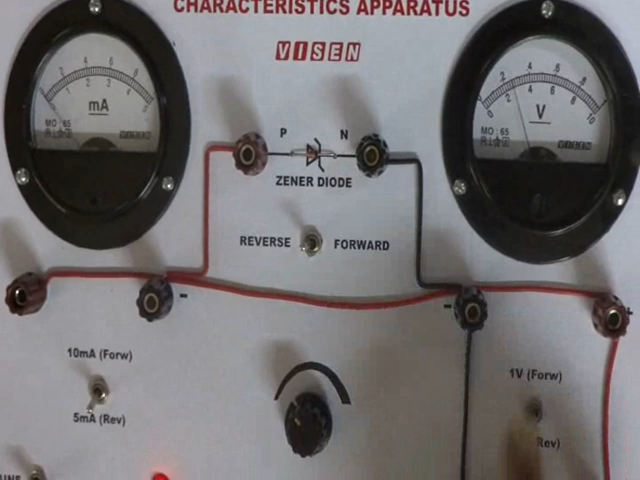 CHARACTERISTICS APPARATUS
VISEN
mA
MO : 65
V
MO : 65
P N
ZENER DIODE
REVERSE FORWARD
-
-
+
10mA (Forw)
5mA (Rev)
1V (Forw)
Rev)